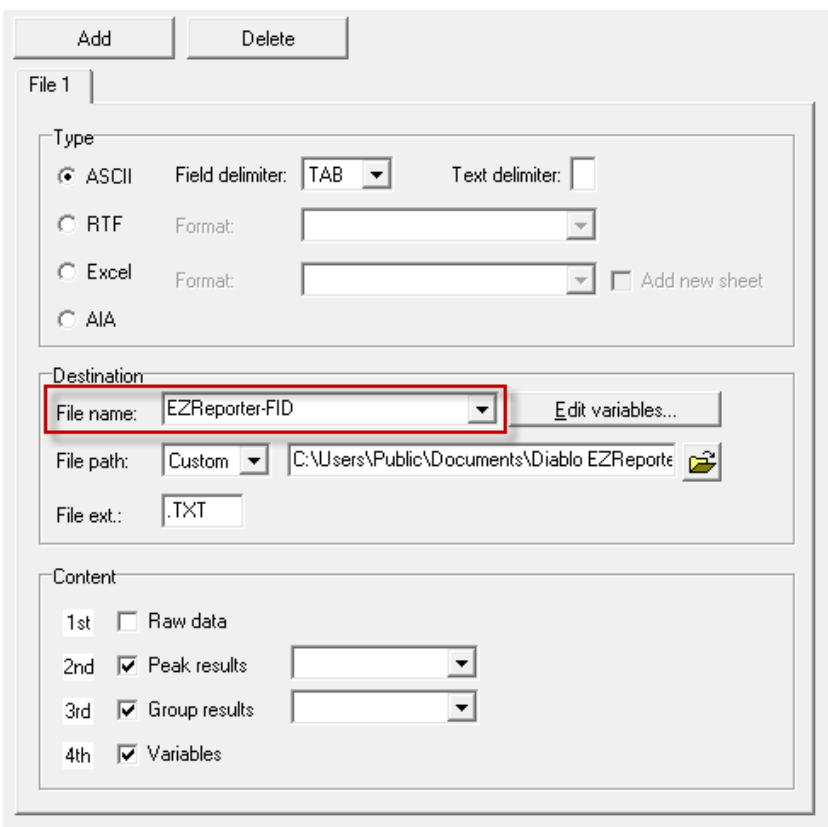 Add Delete
File 1
Type
ASCII Field delimiter: TAB Text delimiter:
RTF Format:
Excel Format: Add new sheet
AIA
Destination
File name: EZReporter-FID Edit variables...
File path: Custom C:\Users\Public\Documents\Diablo EZReporte
File ext.: .TXT
Content
1st Raw data
2nd Peak results
3rd Group results
4th Variables